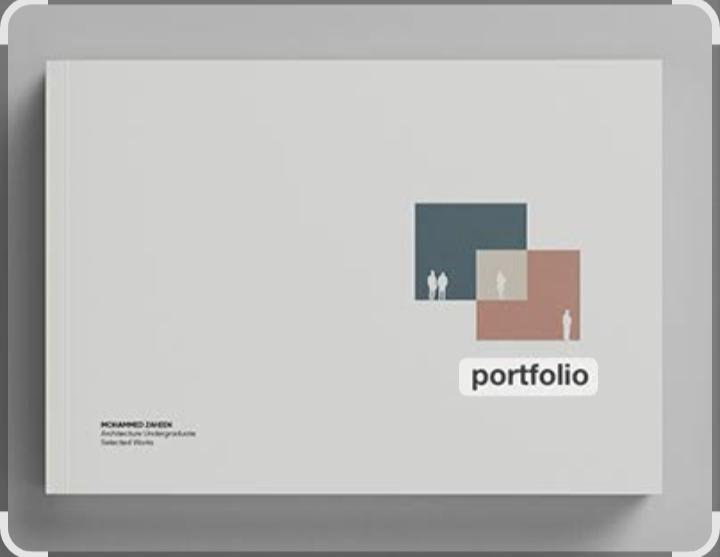 portfolio
MOHAMMED ZAHEEN
Architecture Undergraduate
Selected Works